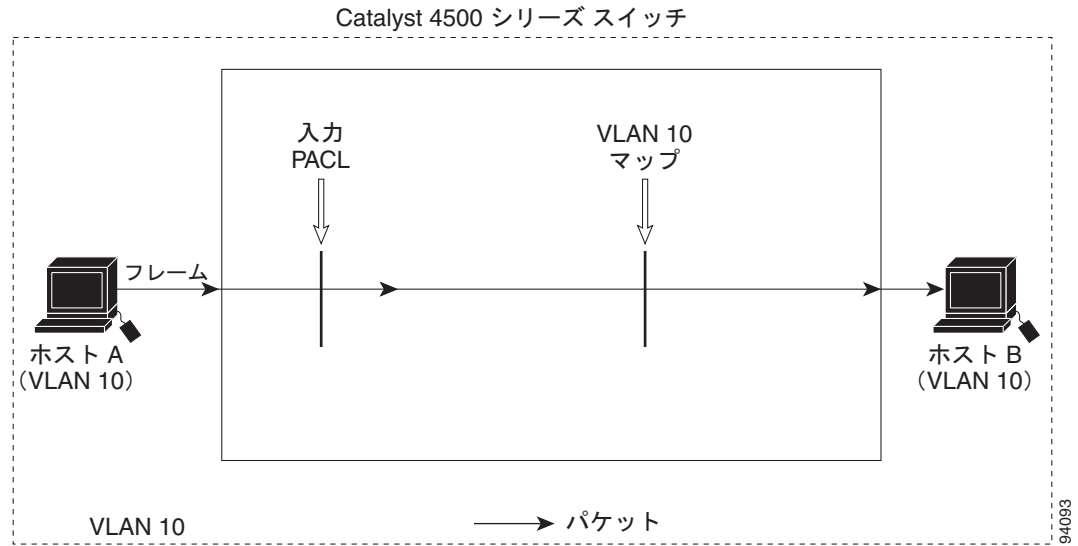 Catalyst 4500 シリーズ スイッチ
入力
PACL
VLAN 10
マップ
フレーム
ホスト A
（VLAN 10）
ホスト B
（VLAN 10）
VLAN 10
パケット
94093